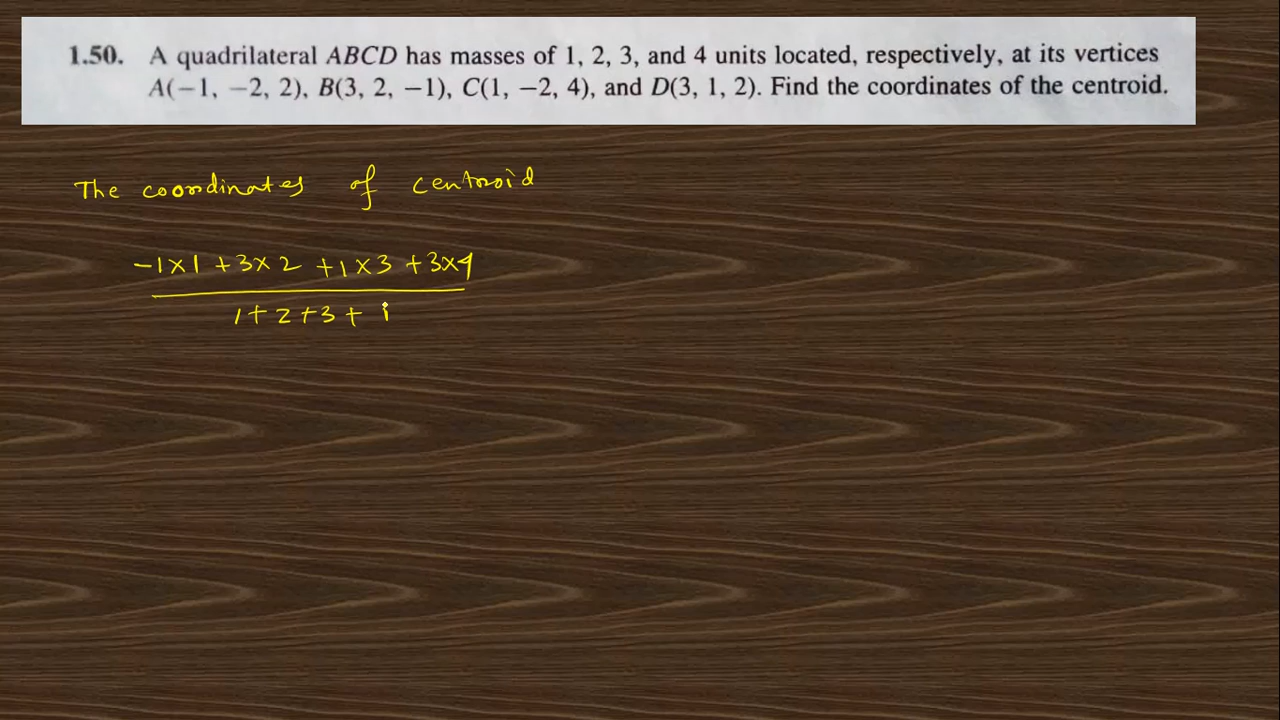 1.50. A quadrilateral ABCD has masses of 1, 2, 3, and 4 units located, respectively, at its vertices
A(−1, −2, 2), B(3, 2, −1), C(1, −2, 4), and D(3, 1, 2). Find the coordinates of the centroid.
The coordinates of centroid
-1×1 +3×2 +1×3 +3×4
1+2+3+